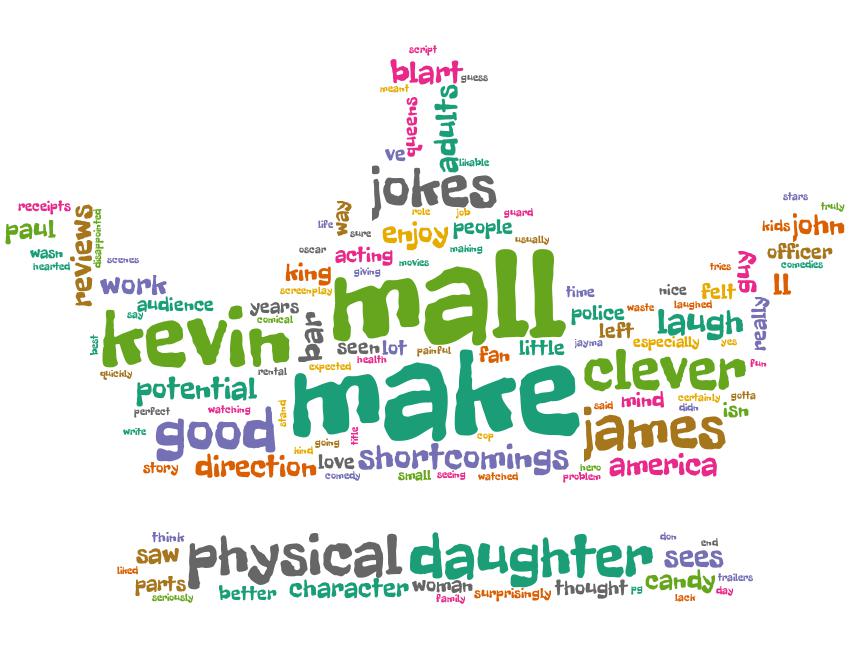 script
blart
guess
meant
queens
adults
ve
likable
jokes
receipts
paul
reviews
disappointed
wasn
hearted
scenes
work
audience
say
life
way
sure
role
job
guard
enjoy
people
usually
oscar
acting
making
movies
king
giving
screenplay
mall
stars
truly
kids
john
officer
comedies
tries
guy
ll
nice
felt
really
time
police
waste
laughed
laugh
left
jayma
especially
yes
fun
years
comical
bar
kevin
best
quickly
seen
lot
painful
health
fan
little
expected
rental
potential
make
clever
perfect
watching
stand
write
good
kind
going
title
cop
said
mind
certainly
gotta
didn
isn
james
story
direction
love
comedy
shortcomings
small
seeing
watched
hero
problem
america
think
saw
liked
parts
seriously
physical
daughter
don
end
sees
better
character
woman
family
surprisingly
thought
pg
candy
trailers
lack
day